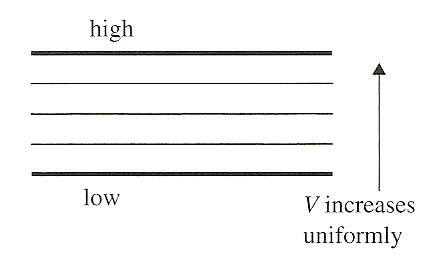 high
low
V increases
uniformly